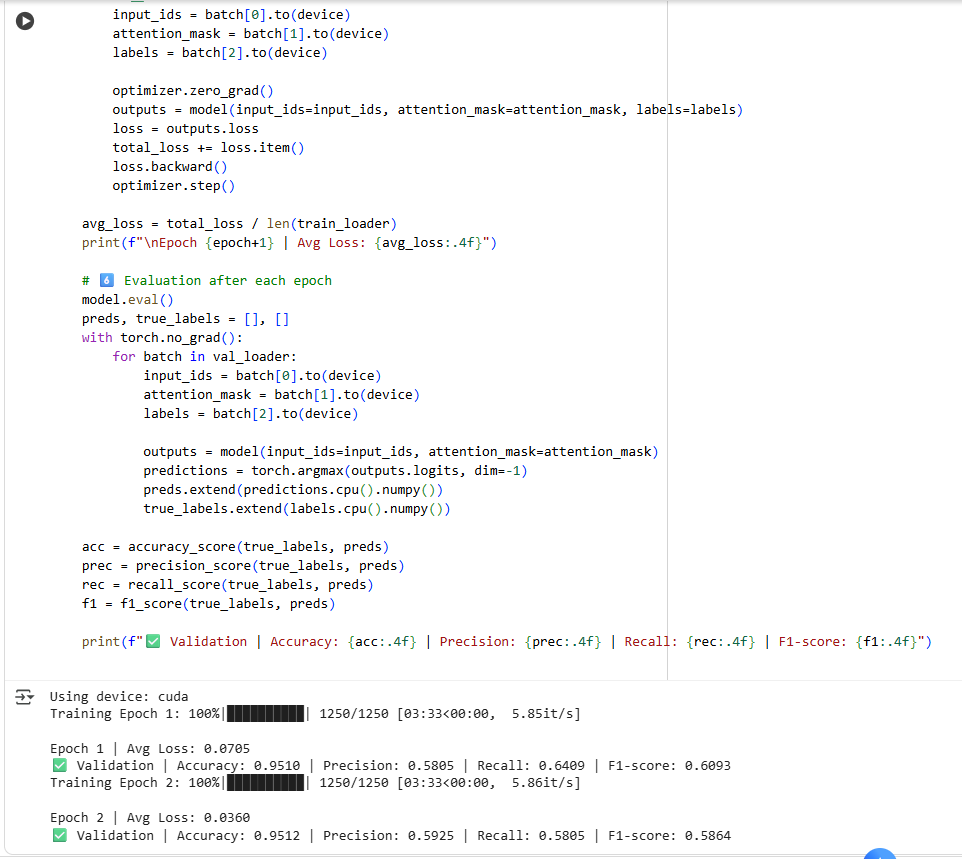 input_ids = batch[0].to(device)
attention_mask = batch[1].to(device)
labels = batch[2].to(device)
optimizer.zero_grad()
outputs = model(input_ids=input_ids, attention_mask=attention_mask, labels=labels)
loss = outputs.loss
total_loss += loss.item()
loss.backward()
optimizer.step()
avg_loss = total_loss / len(train_loader)
print(f"\nEpoch {epoch+1} | Avg Loss: {avg_loss:.4f}")
# 6️⃣ Evaluation after each epoch
model.eval()
preds, true_labels = [], []
with torch.no_grad():
for batch in val_loader:
input_ids = batch[0].to(device)
attention_mask = batch[1].to(device)
labels = batch[2].to(device)
outputs = model(input_ids=input_ids, attention_mask=attention_mask)
predictions = torch.argmax(outputs.logits, dim=-1)
preds.extend(predictions.cpu().numpy())
true_labels.extend(labels.cpu().numpy())
acc = accuracy_score(true_labels, preds)
prec = precision_score(true_labels, preds)
rec = recall_score(true_labels, preds)
f1 = f1_score(true_labels, preds)
print(f"✅ Validation | Accuracy: {acc:.4f} | Precision: {prec:.4f} | Recall: {rec:.4f} | F1-score: {f1:.4f}")
Using device: cuda
Training Epoch 1: 100%|██████████| 1250/1250 [03:33<00:00,  5.85it/s]
Epoch 1 | Avg Loss: 0.0705
✅ Validation | Accuracy: 0.9510 | Precision: 0.5805 | Recall: 0.6409 | F1-score: 0.6093
Training Epoch 2: 100%|██████████| 1250/1250 [03:33<00:00,  5.86it/s]
Epoch 2 | Avg Loss: 0.0360
✅ Validation | Accuracy: 0.9512 | Precision: 0.5925 | Recall: 0.5805 | F1-score: 0.5864